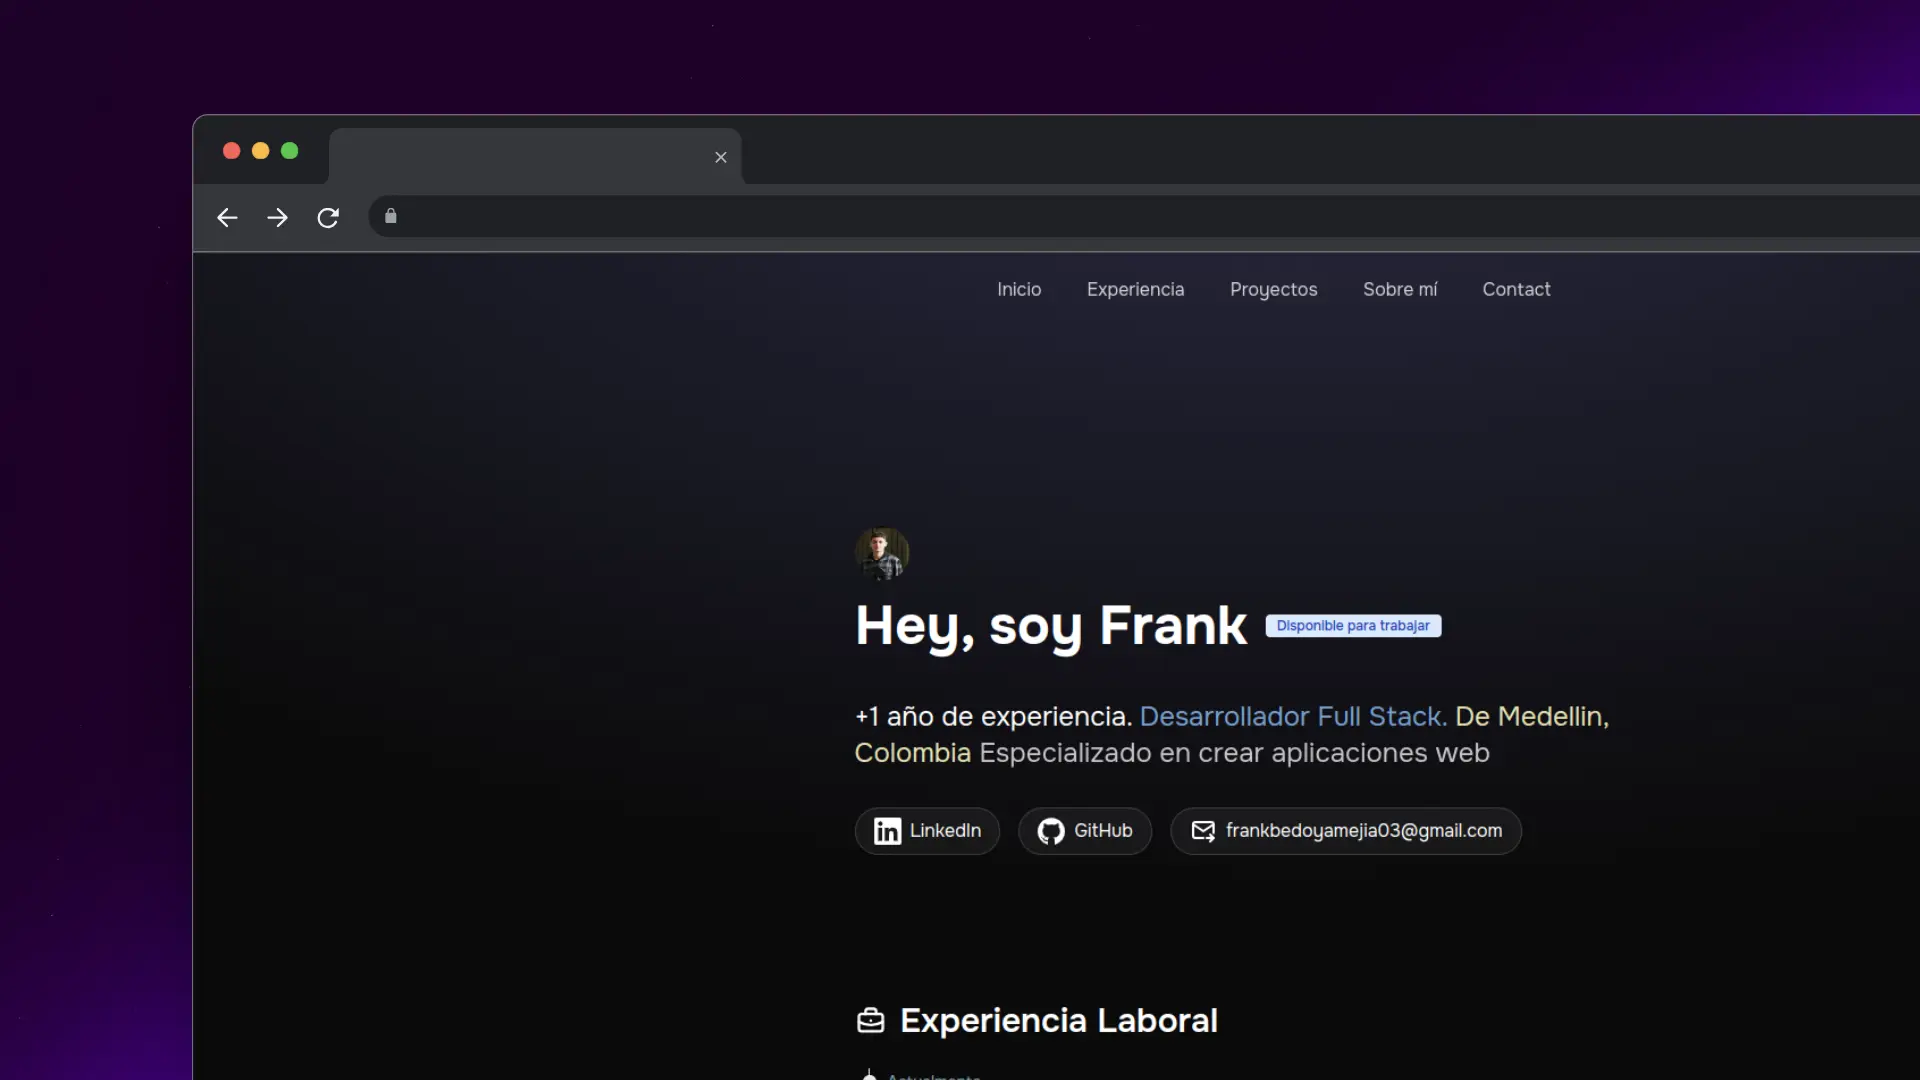 Inicio Experiencia Proyectos Sobre mí Contact
Hey, soy Frank Disponible para trabajar
+1 año de experiencia. Desarrollador Full Stack. De Medellin,
Colombia Especializado en crear aplicaciones web
LinkedIn GitHub frankbedoyamejia03@gmail.com
Experiencia Laboral
Actualmente